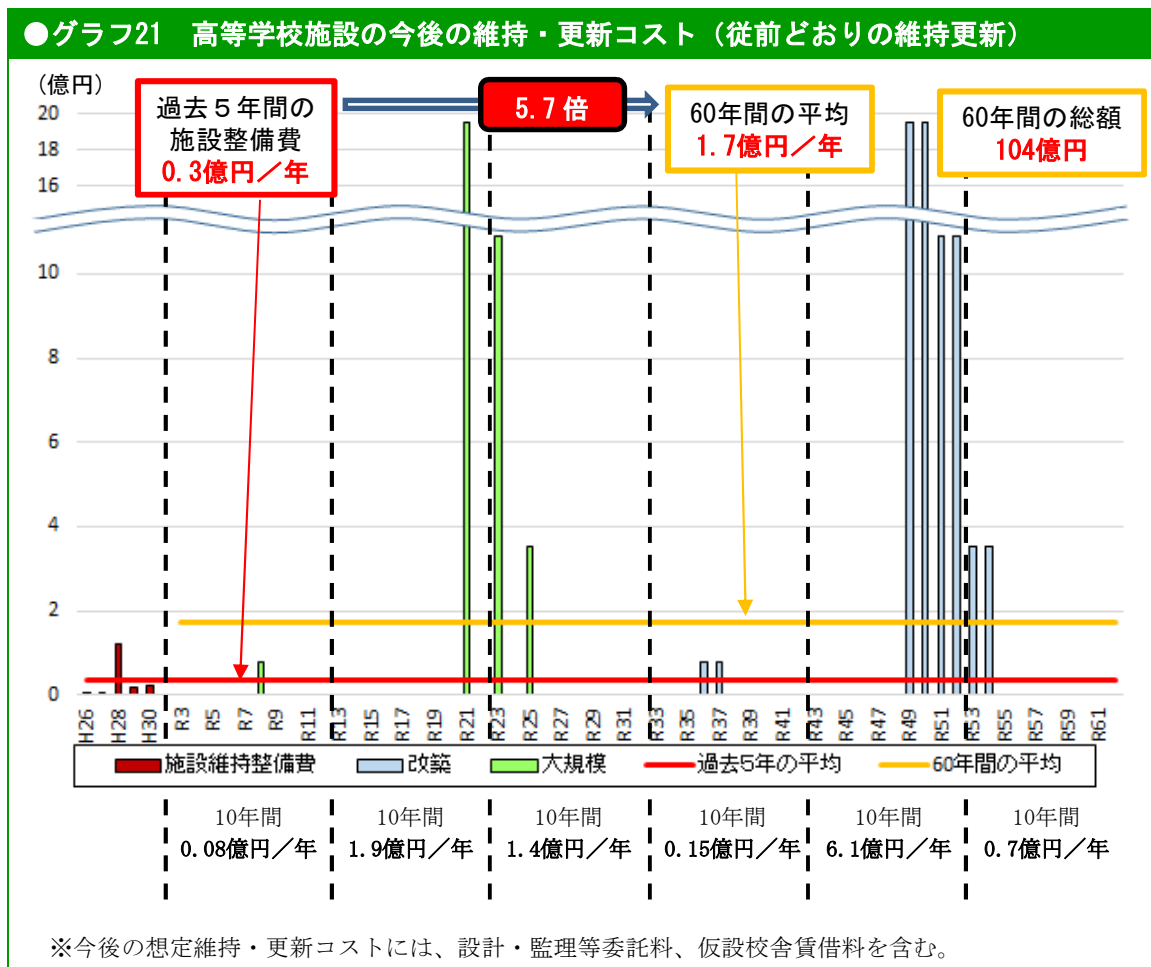 ●グラフ21　高等学校施設の今後の維持・更新コスト（従前どおりの維持更新）
（億円）
過去５年間の
施設整備費
0.3億円／年
5.7倍
60年間の平均
1.7億円／年
60年間の総額
104億円
20
18
16
10
8
6
4
2
0
H26 H28 H30 R3 R5 R7 R9 R11 R13 R15 R17 R19 R21 R23 R25 R27 R29 R31 R33 R35 R37 R39 R41 R43 R45 R47 R49 R51 R53 R55 R57 R59 R61
施設維持整備費 改築 大規模 過去5年の平均 60年間の平均
10年間 10年間 10年間 10年間 10年間 10年間
0.08億円／年 1.9億円／年 1.4億円／年 0.15億円／年 6.1億円／年 0.7億円／年
※今後の想定維持・更新コストには、設計・監理等委託料、仮設校舎賃借料を含む。